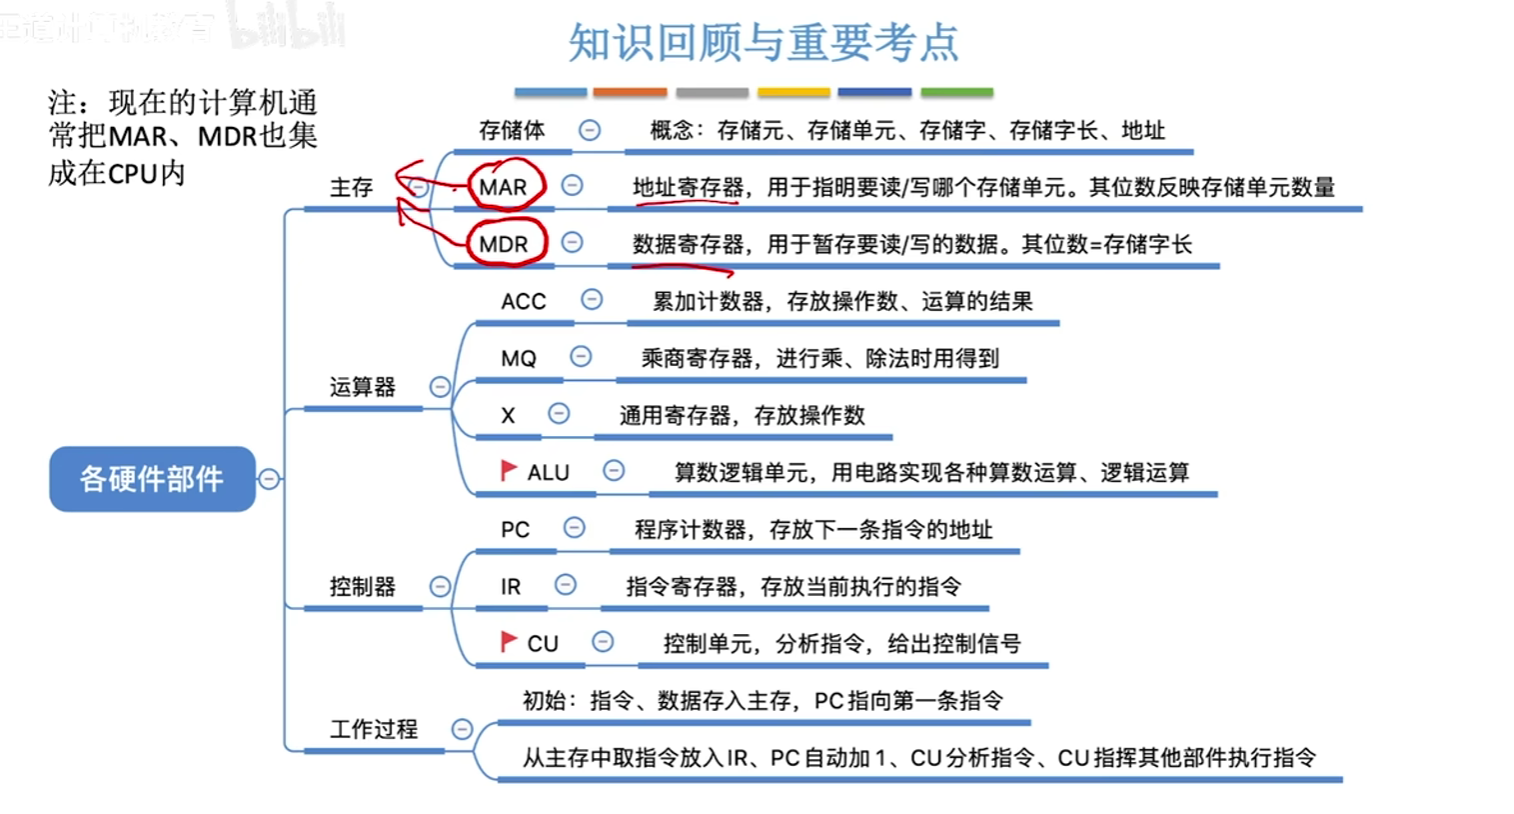 王道计算机教育 bilibili
知识回顾与重要考点
注：现在的计算机通
常把MAR、MDR也集
成在CPU内
各硬件部件
主存
存储体
概念：存储元、存储单元、存储字、存储字长、地址
MAR
地址寄存器，用于指明要读/写哪个存储单元。其位数反映存储单元数量
MDR
数据寄存器，用于暂存要读/写的数据。其位数=存储字长
运算器
ACC
累加计数器，存放操作数、运算的结果
MQ
乘商寄存器，进行乘、除法时用得到
X
通用寄存器，存放操作数
ALU
算数逻辑单元，用电路实现各种算数运算、逻辑运算
控制器
PC
程序计数器，存放下一条指令的地址
IR
指令寄存器，存放当前执行的指令
CU
控制单元，分析指令，给出控制信号
工作过程
初始：指令、数据存入主存，PC指向第一条指令
从主存中取指令放入IR、PC自动加1、CU分析指令、CU指挥其他部件执行指令